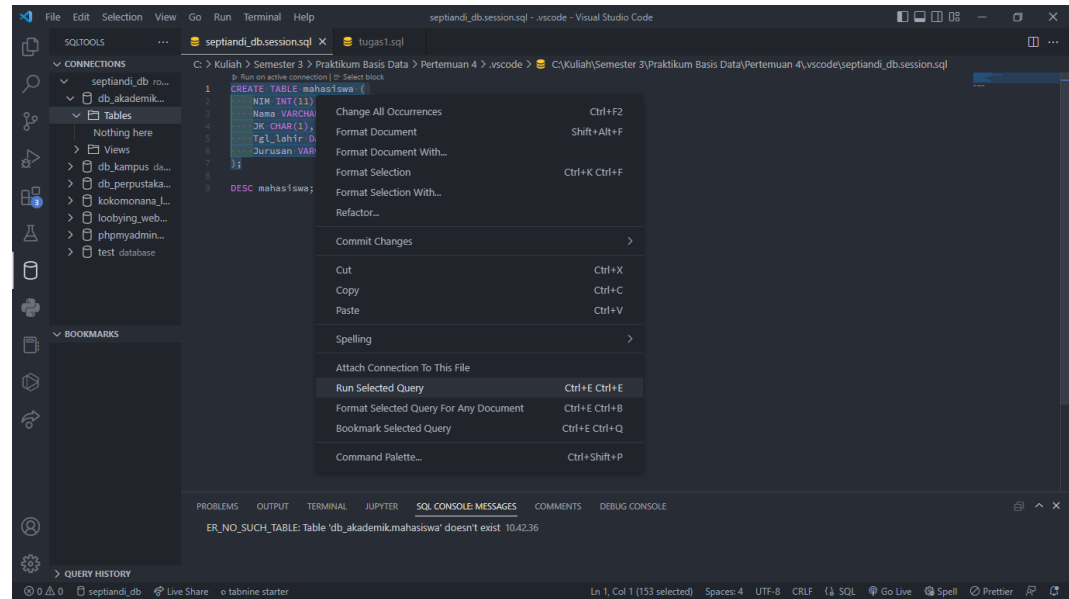 File Edit Selection View Go Run Terminal Help septiandi_db.session.sql - .vscode - Visual Studio Code
SQLTOOLS ...
septiandi_db.session.sql tugas1.sql
CONNECTIONS
septiandi_db ro...
db_akademik...
Tables
Nothing here
Views
db_kampus da...
db_perpustaka...
kokomonana_l...
loobying_web...
phpmyadmin...
test database
BOOKMARKS
QUERY HISTORY
C: > Kuliah > Semester 3 > Praktikum Basis Data > Pertemuan 4 > .vscode > C:\Kuliah\Semester 3\Praktikum Basis Data\Pertemuan 4\.vscode\septiandi_db.session.sql
Run on active connection | Select block
1 CREATE TABLE mahasiswa (
2 NIM INT(11)
3 Nama VARCHA
4 JK CHAR(1),
5 Tgl_lahir D
6 Jurusan VAR
7 );
8
9 DESC mahasiswa;
Change All Occurrences Ctrl+F2
Format Document Shift+Alt+F
Format Document With...
Format Selection Ctrl+K Ctrl+F
Format Selection With...
Refactor...
Commit Changes
Cut Ctrl+X
Copy Ctrl+C
Paste Ctrl+V
Spelling
Attach Connection To This File
Run Selected Query Ctrl+E Ctrl+E
Format Selected Query For Any Document Ctrl+E Ctrl+B
Bookmark Selected Query Ctrl+E Ctrl+Q
Command Palette... Ctrl+Shift+P
PROBLEMS OUTPUT TERMINAL JUPYTER SQL CONSOLE: MESSAGES COMMENTS DEBUG CONSOLE
ER_NO_SUCH_TABLE: Table 'db_akademik.mahasiswa' doesn't exist 10.42.36
3
0 0 septiandi_db Live Share tabnine starter Ln 1, Col 1 (153 selected) Spaces: 4 UTF-8 CRLF SQL Go Live Spell Prettier